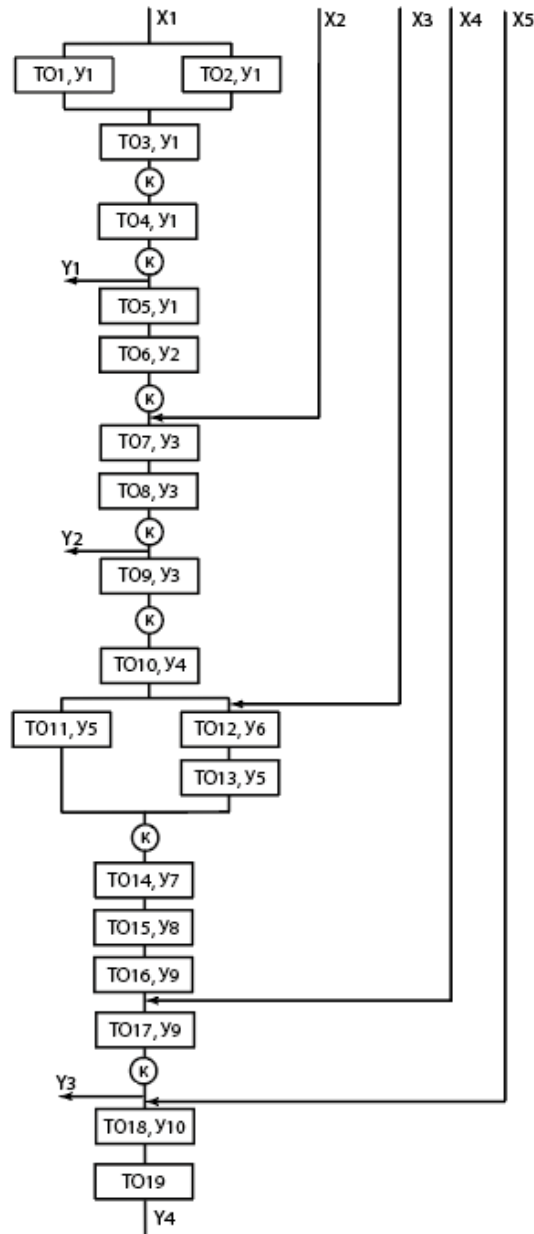 X1 X2 X3 X4 X5
ТО1, У1 ТО2, У1
ТО3, У1
К
ТО4, У1
К
Y1
ТО5, У1
ТО6, У2
К
ТО7, У3
ТО8, У3
К
Y2
ТО9, У3
К
ТО10, У4
ТО11, У5 ТО12, У6
ТО13, У5
К
ТО14, У7
ТО15, У8
ТО16, У9
ТО17, У9
К
Y3
ТО18, У10
ТО19
Y4